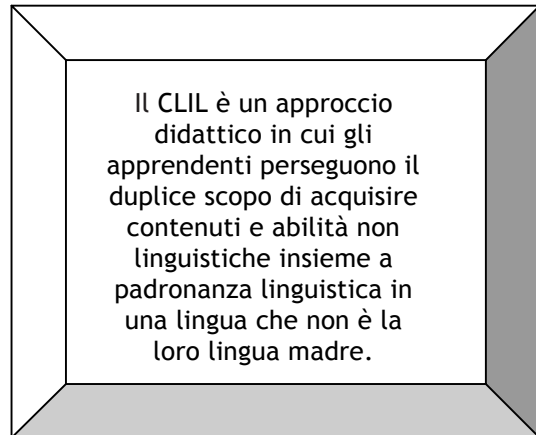 Il CLIL è un approccio
didattico in cui gli
apprendenti perseguono il
duplice scopo di acquisire
contenuti e abilità non
linguistiche insieme a
padronanza linguistica in
una lingua che non è la
loro lingua madre.